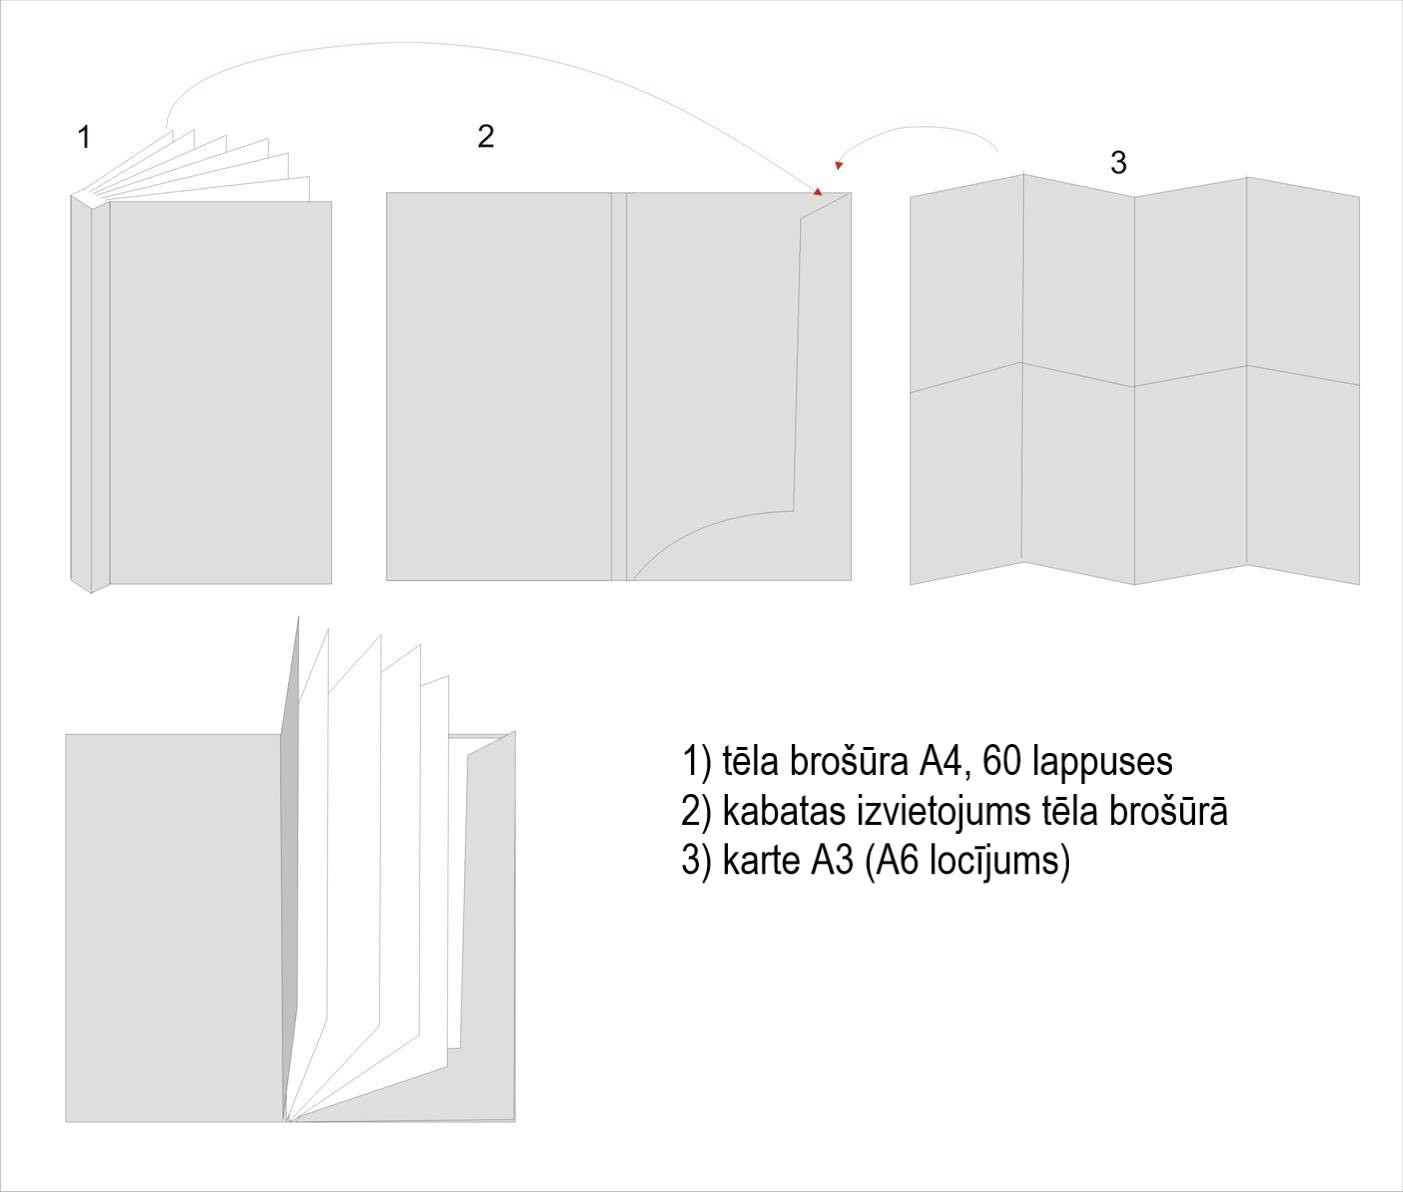 1
2
3
1) tēla brošūra A4, 60 lappuses
2) kabatas izvietojums tēla brošūrā
3) karte A3 (A6 locījums)